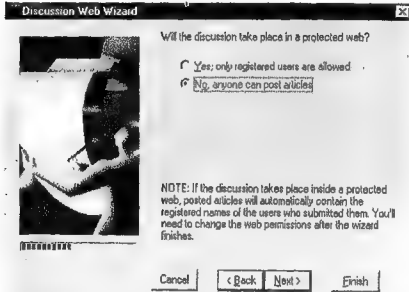 Discussion Web Wizard
Will the discussion take place in a protected web?
Yes; only registered users are allowed
No, anyone can post articles
NOTE: If the discussion takes place inside a protected
web, posted articles will automatically contain the
registered names of the users who submitted them. You'll
need to change the web permissions after the wizard
finishes.
Cancel < Back Next > Finish